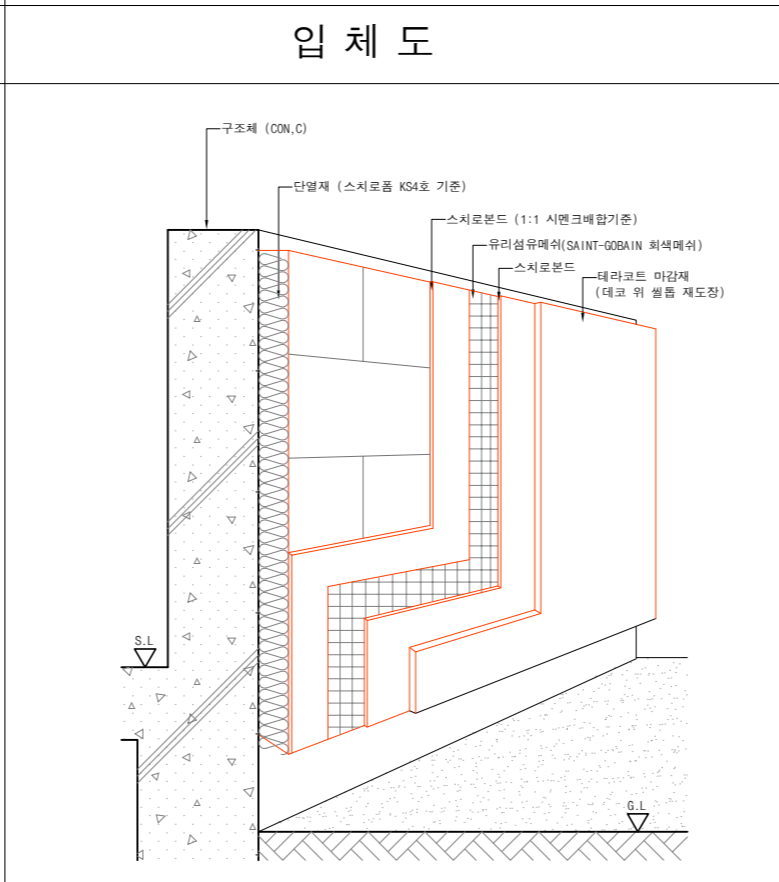 입 체 도
구조체 (CON,C)
단열재 (스치로폼 KS4호 기준)
스치로본드 (1:1 시멘크배합기준)
유리섬유메쉬(SAINT-GOBAIN 회색메쉬)
스치로본드
테라코트 마감재
(데코 위 씰톱 재도장)
S.L
G.L